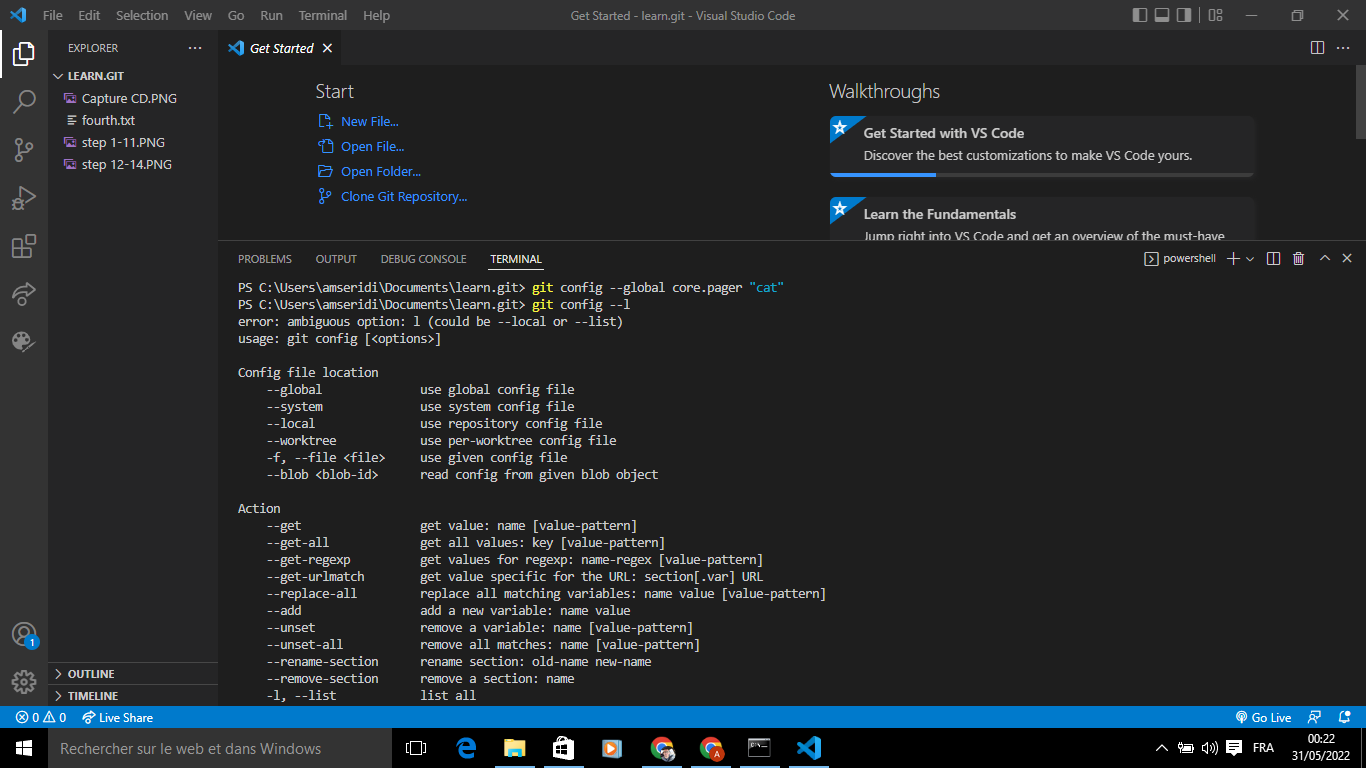 File Edit Selection View Go Run Terminal Help Get Started - learn.git - Visual Studio Code
EXPLORER
LEARN.GIT
Capture CD.PNG
fourth.txt
step 1-11.PNG
step 12-14.PNG
OUTLINE
TIMELINE
Get Started
Start
New File...
Open File...
Open Folder...
Clone Git Repository...
Walkthroughs
Get Started with VS Code
Discover the best customizations to make VS Code yours.
Learn the Fundamentals
Jump right into VS Code and get an overview of the must-have
PROBLEMS OUTPUT DEBUG CONSOLE TERMINAL powershell
PS C:\Users\amseridi\Documents\learn.git> git config --global core.pager "cat"
PS C:\Users\amseridi\Documents\learn.git> git config --l
error: ambiguous option: l (could be --local or --list)
usage: git config [<options>]
Config file location
--global use global config file
--system use system config file
--local use repository config file
--worktree use per-worktree config file
-f, --file <file> use given config file
--blob <blob-id> read config from given blob object
Action
--get get value: name [value-pattern]
--get-all get all values: key [value-pattern]
--get-regexp get values for regexp: name-regex [value-pattern]
--get-urlmatch get value specific for the URL: section[.var] URL
--replace-all replace all matching variables: name value [value-pattern]
--add add a new variable: name value
--unset remove a variable: name [value-pattern]
--unset-all remove all matches: name [value-pattern]
--rename-section rename section: old-name new-name
--remove-section remove a section: name
-l, --list list all
1
0 0 Live Share Go Live
Rechercher sur le web et dans Windows
A
FRA
00:22
31/05/2022